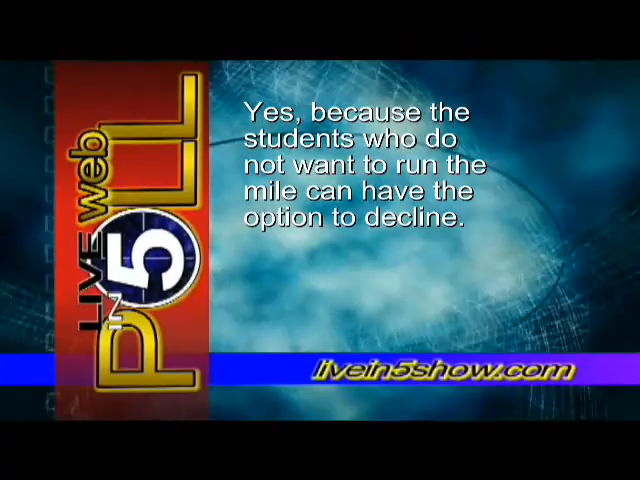 LIVE IN 5
web
POLL
Yes, because the
students who do
not want to run the
mile can have the
option to decline.
livein5show.com